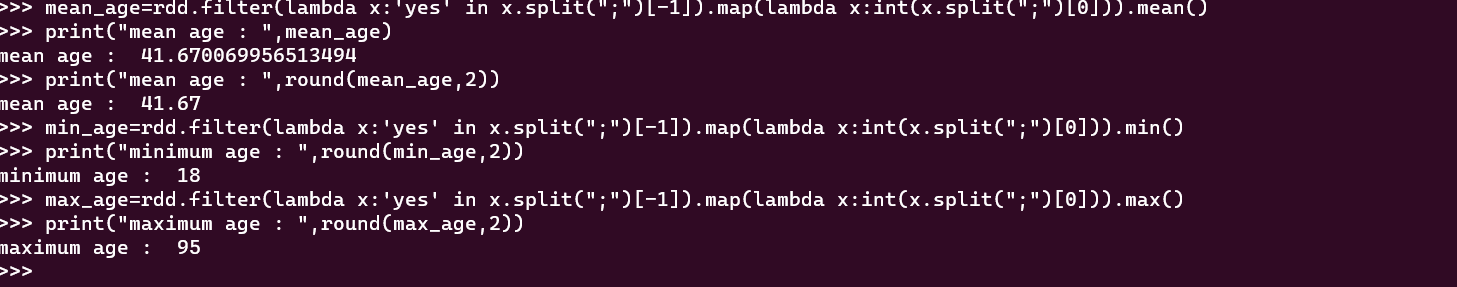 >>> mean_age=rdd.filter(lambda x:'yes' in x.split(";")[-1]).map(lambda x:int(x.split(";")[0])).mean()
>>> print("mean age : ",mean_age)
mean age :  41.670069956513494
>>> print("mean age : ",round(mean_age,2))
mean age :  41.67
>>> min_age=rdd.filter(lambda x:'yes' in x.split(";")[-1]).map(lambda x:int(x.split(";")[0])).min()
>>> print("minimum age : ",round(min_age,2))
minimum age :  18
>>> max_age=rdd.filter(lambda x:'yes' in x.split(";")[-1]).map(lambda x:int(x.split(";")[0])).max()
>>> print("maximum age : ",round(max_age,2))
maximum age :  95
>>>